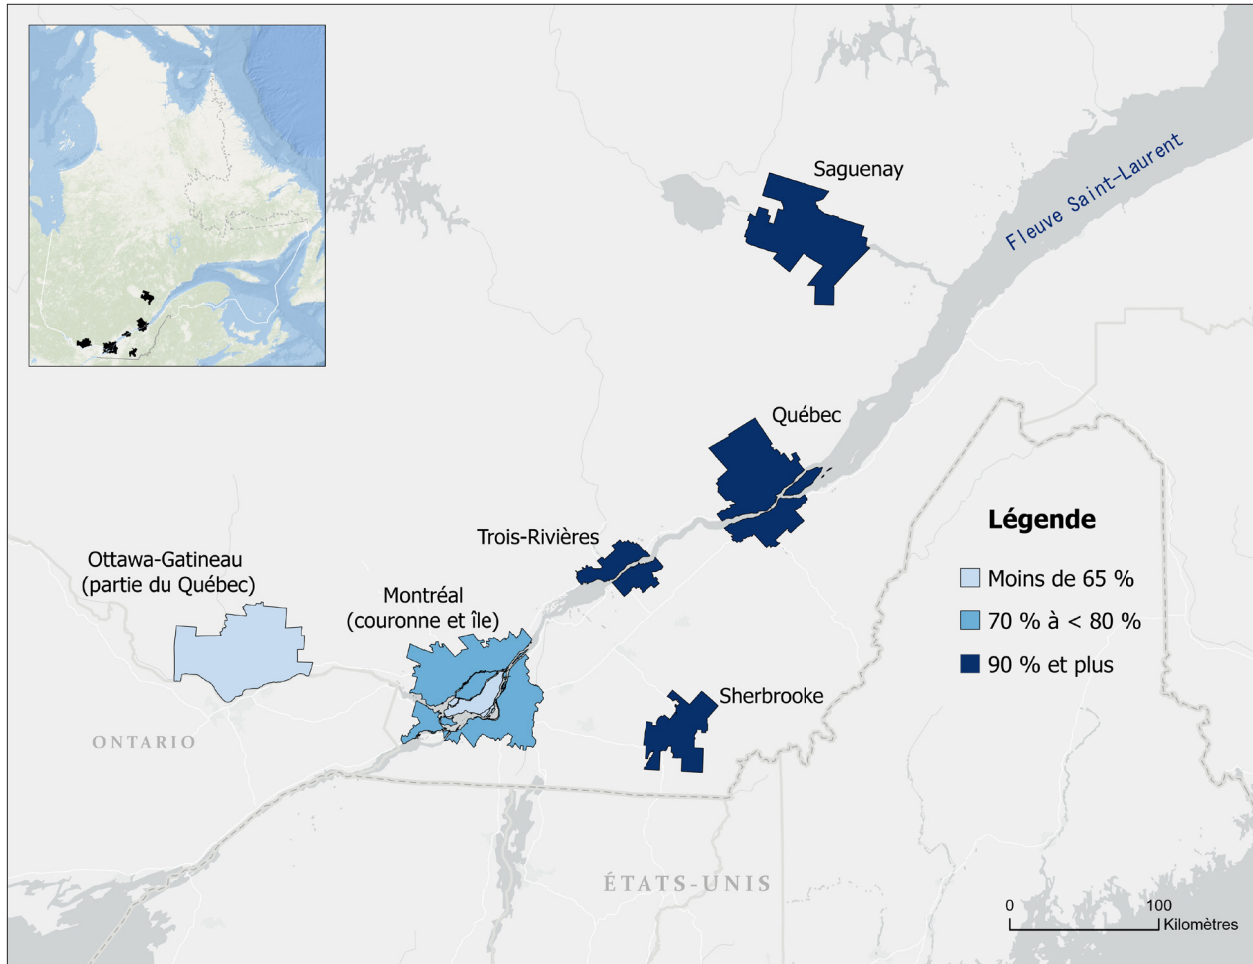 Saguenay
Fleuve Saint-Laurent
Québec
Trois-Rivières
Ottawa-Gatineau
(partie du Québec)
Montréal
(couronne et île)
Sherbrooke
ONTARIO
ÉTATS-UNIS
Légende
Moins de 65 %
70 % à < 80 %
90 % et plus
0 100
Kilomètres